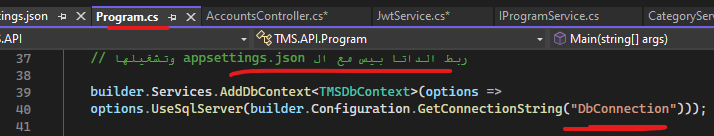 ttings.json Program.cs AccountsController.cs* JwtService.cs* IProgramService.cs CategoryServ
S.API TMS.API.Program Main(string[] args)
37 // ربط الداتا بيس مع ال appsettings.json وتشغيلها
38
39 builder.Services.AddDbContext<TMSDbContext>(options =>
40 options.UseSqlServer(builder.Configuration.GetConnectionString("DbConnection")));
41